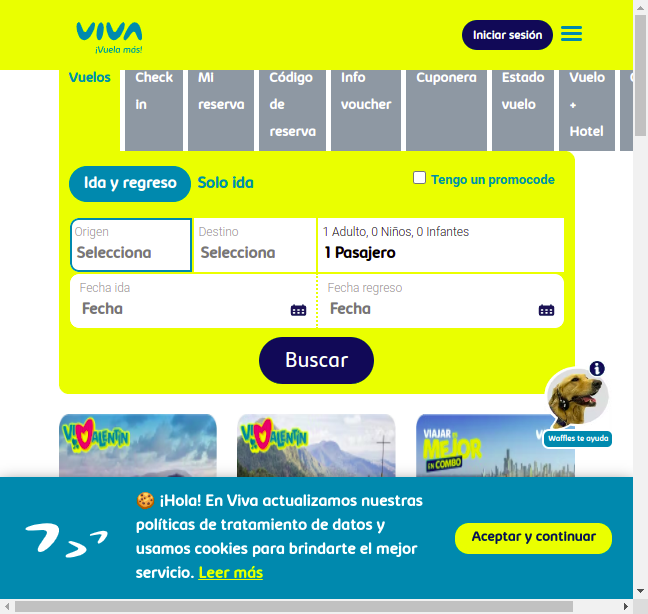 VIVA
¡Vuela más!
Iniciar sesión
Vuelos
Check
in
Mi
reserva
Código
de
reserva
Info
voucher
Cuponera
Estado
vuelo
Vuelo
+
Hotel
Ida y regreso
Solo ida
Tengo un promocode
Origen
Selecciona
Destino
Selecciona
1 Adulto, 0 Niños, 0 Infantes
1 Pasajero
Fecha ida
Fecha
Fecha regreso
Fecha
Buscar
Waffles te ayuda
VIVALENTÍN
VIVALENTÍN
VIAJAR
MEJOR
EN COMBO
🍪 ¡Hola! En Viva actualizamos nuestras
políticas de tratamiento de datos y
usamos cookies para brindarte el mejor
servicio. Leer más
Aceptar y continuar